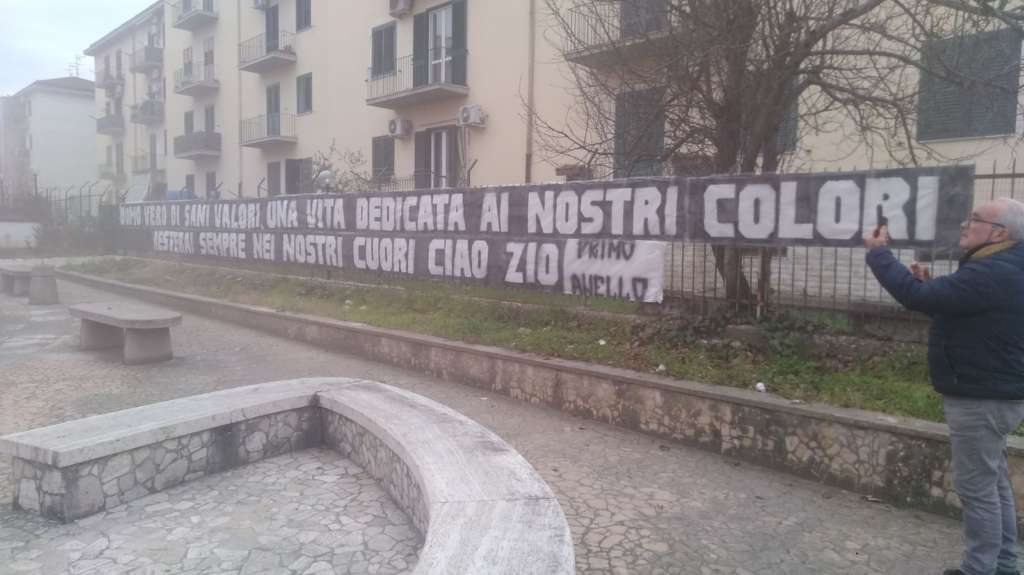 UOMO VERO DI SANI VALORI, UNA VITA DEDICATA AI NOSTRI COLORI
RESTERAI SEMPRE NEI NOSTRI CUORI CIAO ZIO
PRIMO
AVELLO